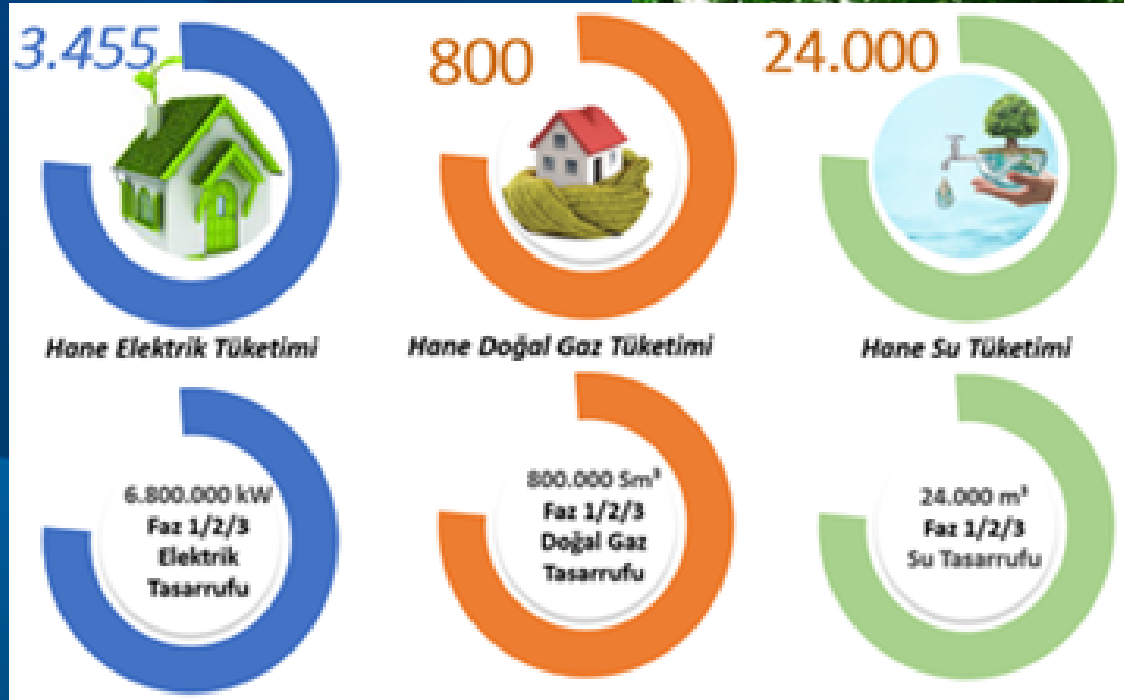 3.455
800
24.000
Hane Elektrik Tüketimi
Hane Doğal Gaz Tüketimi
Hane Su Tüketimi
6.800.000 kW
Faz 1/2/3
Elektrik
Tasarrufu
800.000 Sm³
Faz 1/2/3
Doğal Gaz
Tasarrufu
24.000 m³
Faz 1/2/3
Su Tasarrufu